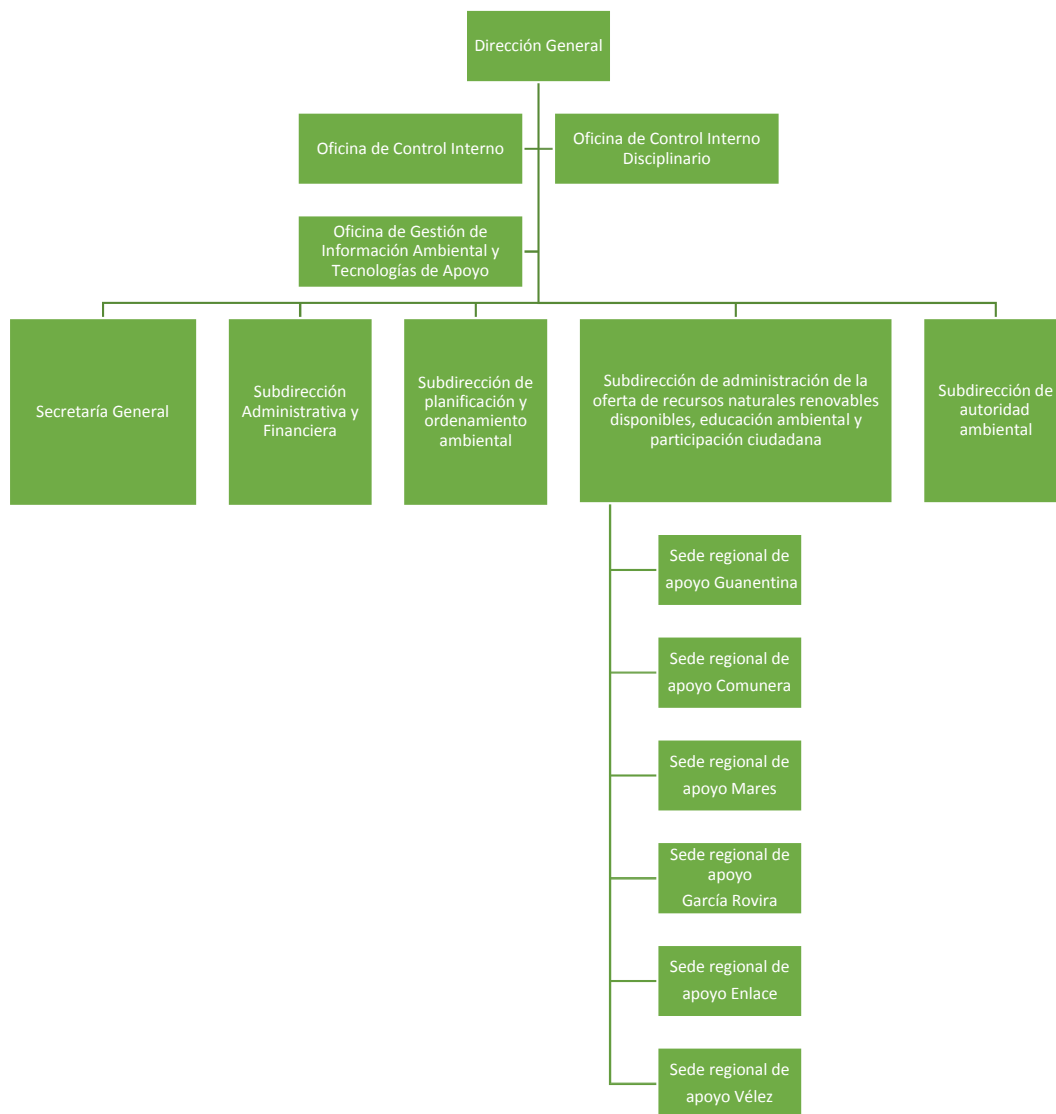 Dirección General
Oficina de Control Interno
Oficina de Control Interno
Disciplinario
Oficina de Gestión de
Información Ambiental y
Tecnologías de Apoyo
Secretaría General
Subdirección
Administrativa y
Financiera
Subdirección de
planificación y
ordenamiento
ambiental
Subdirección de administración de la
oferta de recursos naturales renovables
disponibles, educación ambiental y
participación ciudadana
Subdirección de
autoridad
ambiental
Sede regional de
apoyo Guanentina
Sede regional de
apoyo Comunera
Sede regional de
apoyo Mares
Sede regional de
apoyo
García Rovira
Sede regional de
apoyo Enlace
Sede regional de
apoyo Vélez